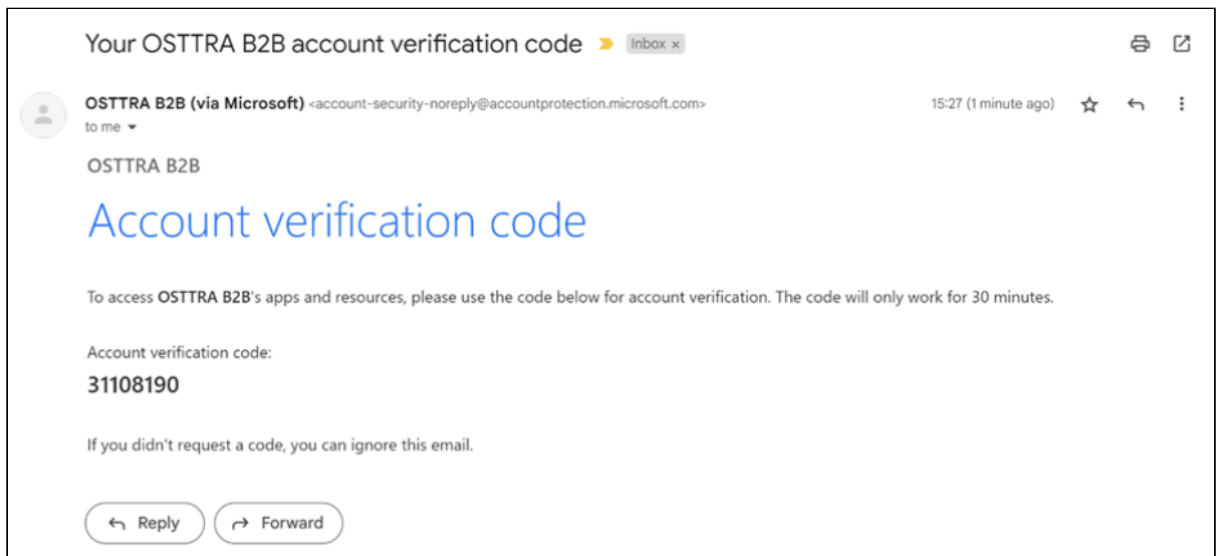 Your OSTTRA B2B account verification code Inbox ×
OSTTRA B2B (via Microsoft) <account-security-noreply@accountprotection.microsoft.com> 15:27 (1 minute ago)
to me
OSTTRA B2B
Account verification code
To access OSTTRA B2B's apps and resources, please use the code below for account verification. The code will only work for 30 minutes.
Account verification code:
31108190
If you didn't request a code, you can ignore this email.
Reply Forward